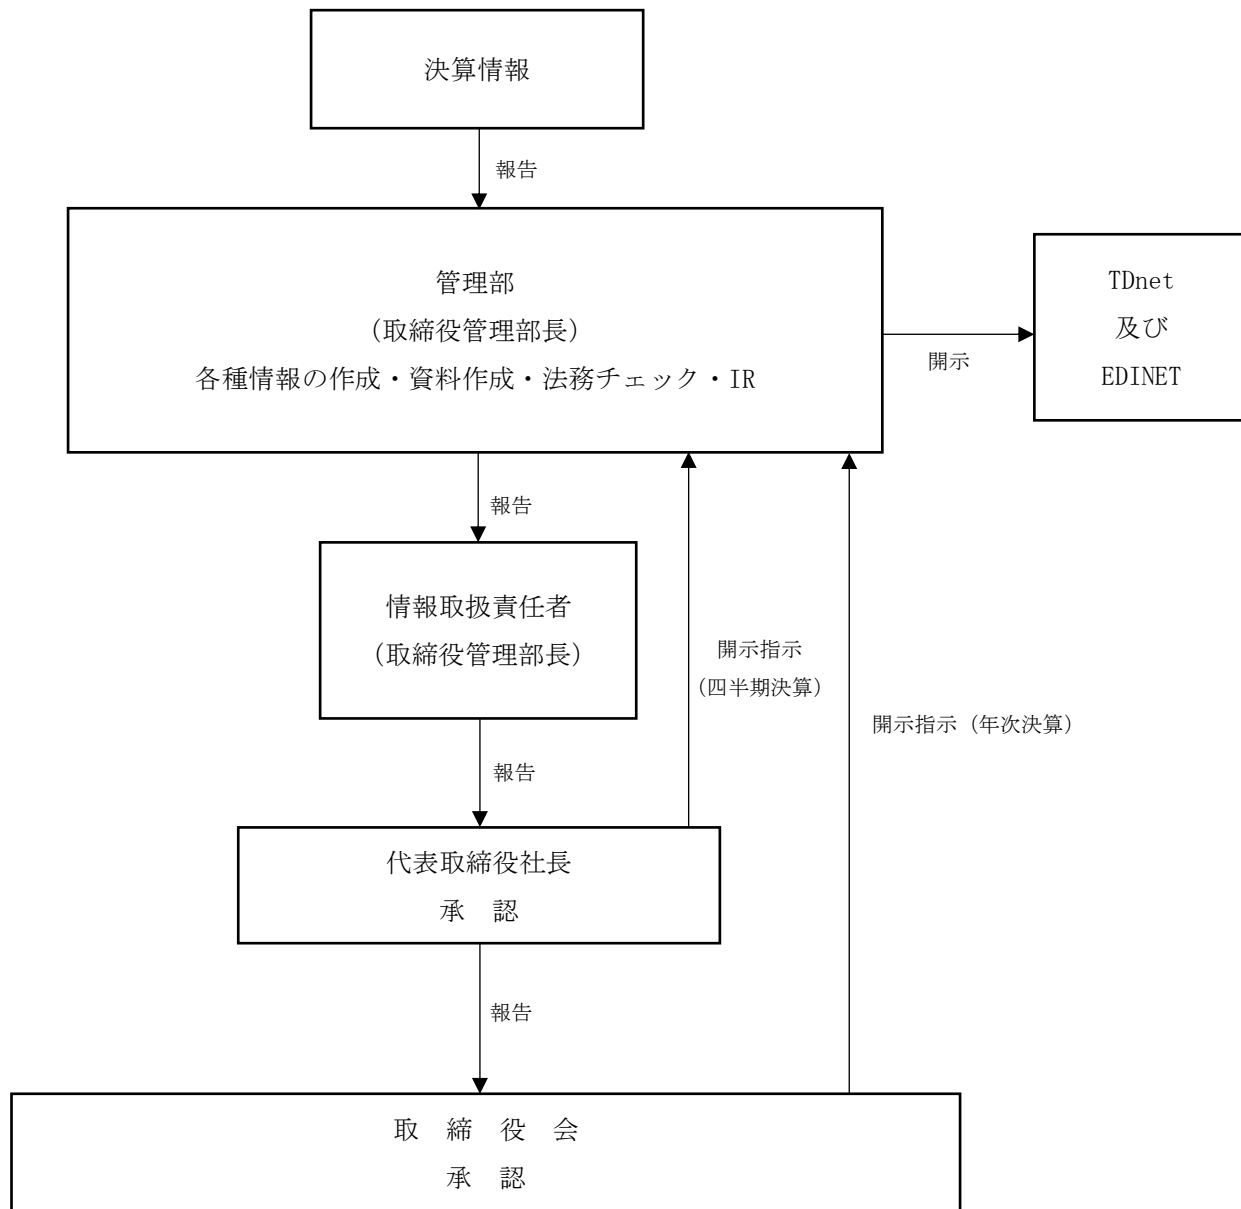 決算情報
報告
管理部
（取締役管理部長）
各種情報の作成・資料作成・法務チェック・IR
開示
TDnet
及び
EDINET
報告
情報取扱責任者
（取締役管理部長）
開示指示
（四半期決算）
開示指示（年次決算）
報告
代表取締役社長
承　認
報告
取　締　役　会
承　認